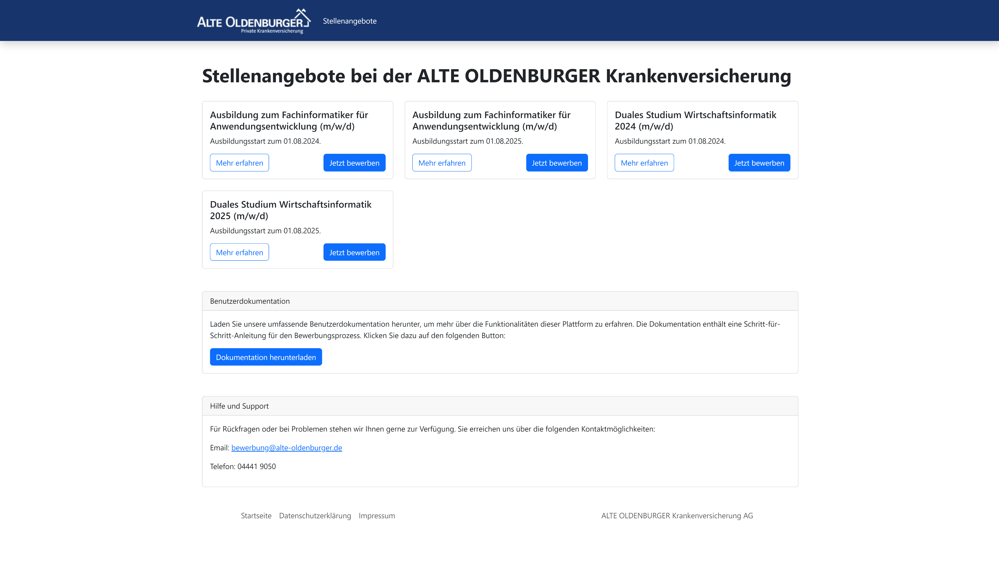 ALTE OLDENBURGER
Private Krankenversicherung
Stellenangebote
Stellenangebote bei der ALTE OLDENBURGER Krankenversicherung
Ausbildung zum Fachinformatiker für
Anwendungsentwicklung (m/w/d)
Ausbildungsstart zum 01.08.2024.
Mehr erfahren
Jetzt bewerben
Ausbildung zum Fachinformatiker für
Anwendungsentwicklung (m/w/d)
Ausbildungsstart zum 01.08.2025.
Mehr erfahren
Jetzt bewerben
Duales Studium Wirtschaftsinformatik
2024 (m/w/d)
Ausbildungsstart zum 01.08.2024.
Mehr erfahren
Jetzt bewerben
Duales Studium Wirtschaftsinformatik
2025 (m/w/d)
Ausbildungsstart zum 01.08.2025.
Mehr erfahren
Jetzt bewerben
Benutzerdokumentation
Laden Sie unsere umfassende Benutzerdokumentation herunter, um mehr über die Funktionalitäten dieser Plattform zu erfahren. Die Dokumentation enthält eine Schritt-für-
Schritt-Anleitung für den Bewerbungsprozess. Klicken Sie dazu auf den folgenden Button:
Dokumentation herunterladen
Hilfe und Support
Für Rückfragen oder bei Problemen stehen wir Ihnen gerne zur Verfügung. Sie erreichen uns über die folgenden Kontaktmöglichkeiten:
Email: bewerbung@alte-oldenburger.de
Telefon: 04441 9050
Startseite Datenschutzerklärung Impressum
ALTE OLDENBURGER Krankenversicherung AG